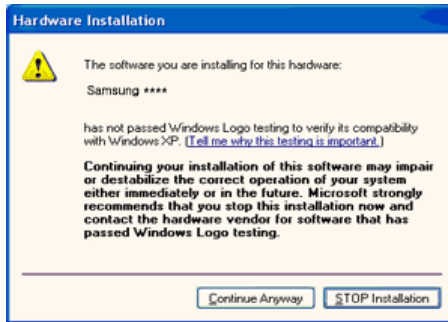 Hardware Installation
The software you are installing for this hardware:
Samsung ****
has not passed Windows Logo testing to verify its compatibility
with Windows XP. (Tell me why this testing is important.)
Continuing your installation of this software may impair
or destabilize the correct operation of your system
either immediately or in the future. Microsoft strongly
recommends that you stop this installation now and
contact the hardware vendor for software that has
passed Windows Logo testing.
Continue Anyway STOP Installation